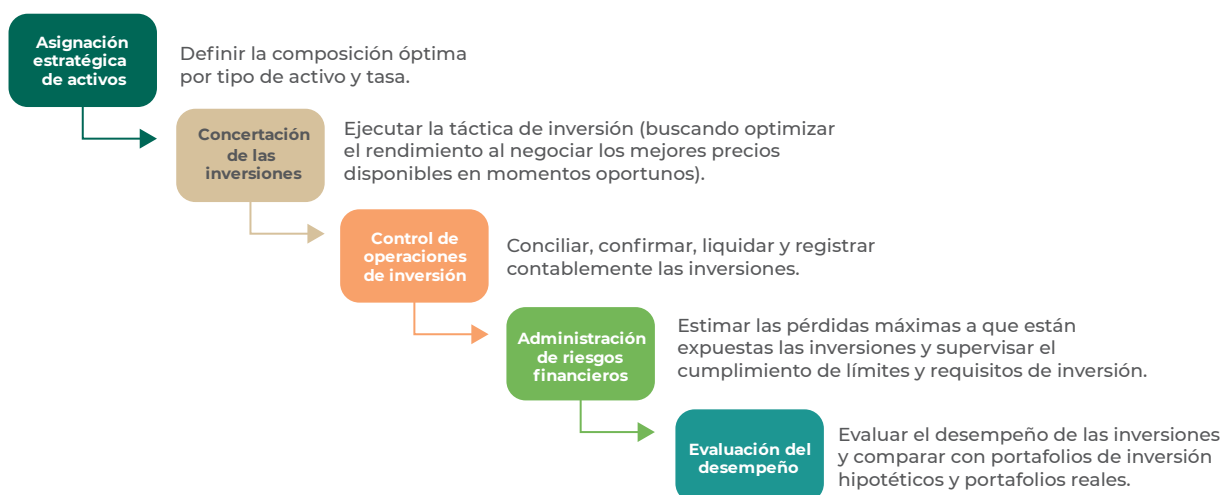 Asignación
estratégica
de activos
Definir la composición óptima
por tipo de activo y tasa.
Concertación
de las
inversiones
Ejecutar la táctica de inversión (buscando optimizar
el rendimiento al negociar los mejores precios
disponibles en momentos oportunos).
Control de
operaciones
de inversión
Conciliar, confirmar, liquidar y registrar
contablemente las inversiones.
Administración
de riesgos
financieros
Estimar las pérdidas máximas a que están
expuestas las inversiones y supervisar el
cumplimiento de límites y requisitos de inversión.
Evaluación del
desempeño
Evaluar el desempeño de las inversiones
y comparar con portafolios de inversión
hipotéticos y portafolios reales.